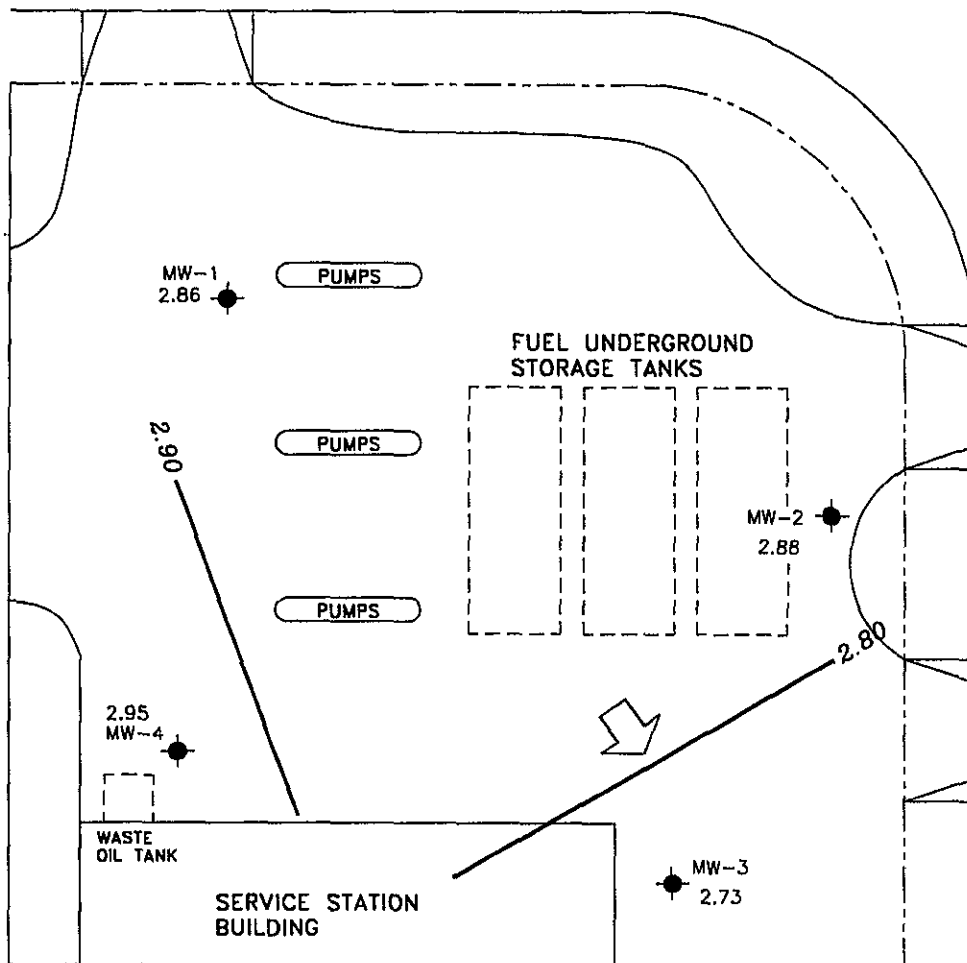 MW-1
2.86
PUMPS
FUEL UNDERGROUND
STORAGE TANKS
2.90
PUMPS
MW-2
2.88
PUMPS
2.80
2.95
MW-4
WASTE
OIL TANK
MW-3
2.73
SERVICE STATION
BUILDING